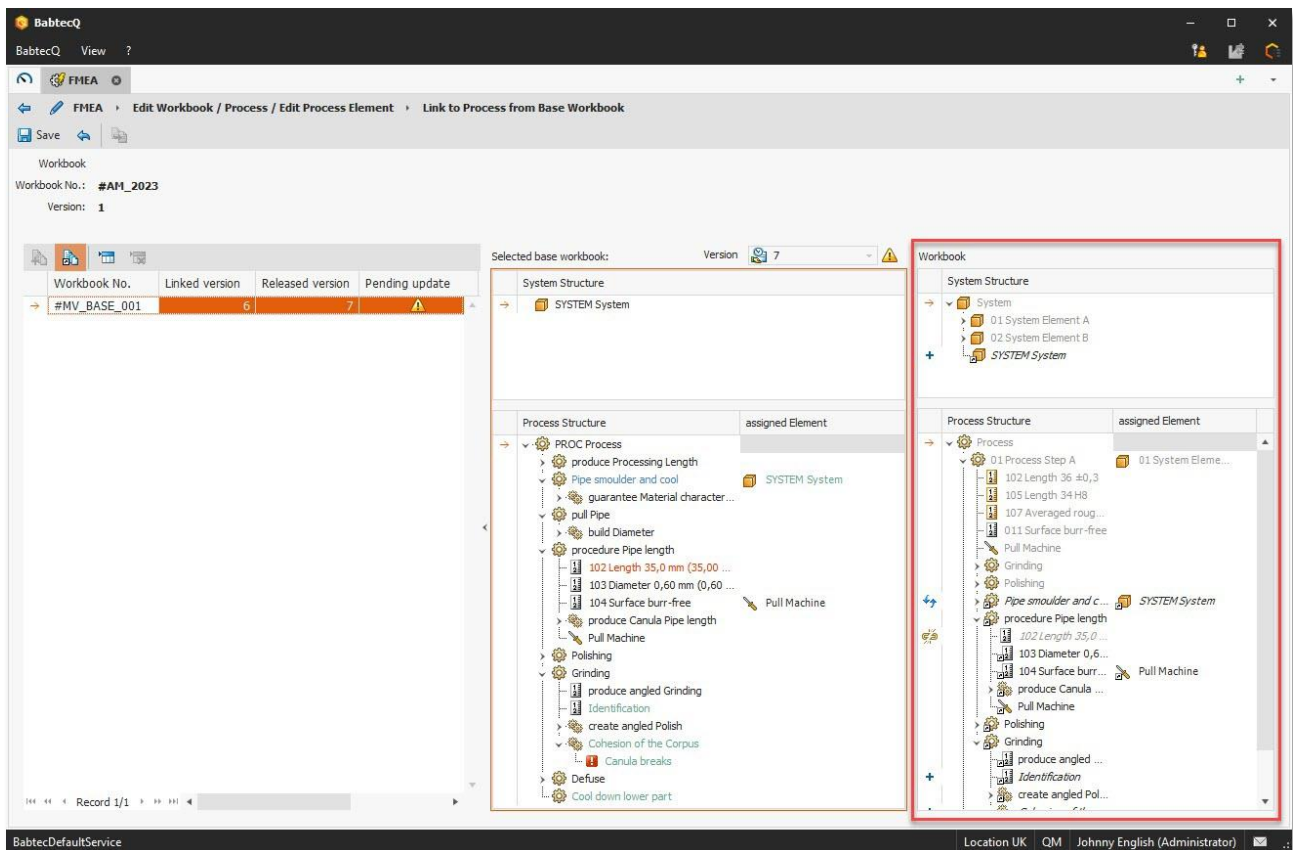 BabtecQ
BabtecQ View ?
FMEA
FMEA Edit Workbook / Process / Edit Process Element Link to Process from Base Workbook
Save
Workbook
Workbook No.: #AM_2023
Version: 1
Workbook No. Linked version Released version Pending update
#MV_BASE_001 6 7
Record 1/1
Selected base workbook: Version 7
System Structure
SYSTEM System
Process Structure assigned Element
PROC Process
produce Processing Length
Pipe smoulder and cool SYSTEM System
guarantee Material character...
pull Pipe
build Diameter
procedure Pipe length
102 Length 35,0 mm (35,00 ...
103 Diameter 0,60 mm (0,60 ...
104 Surface burr-free Pull Machine
produce Canula Pipe length
Pull Machine
Polishing
Grinding
produce angled Grinding
Identification
create angled Polish
Cohesion of the Corpus
Canula breaks
Defuse
Cool down lower part
Workbook
System Structure
System
01 System Element A
02 System Element B
SYSTEM System
Process Structure assigned Element
Process
01 Process Step A 01 System Eleme...
102 Length 36 ±0,3
105 Length 34 H8
107 Averaged roug...
011 Surface burr-free
Pull Machine
Grinding
Polishing
Pipe smoulder and c... SYSTEM System
procedure Pipe length
102 Length 35,0 ...
103 Diameter 0,6...
104 Surface burr... Pull Machine
produce Canula ...
Pull Machine
Polishing
Grinding
produce angled ...
Identification
create angled Pol...
BabtecDefaultService Location UK QM Johnny English (Administrator)